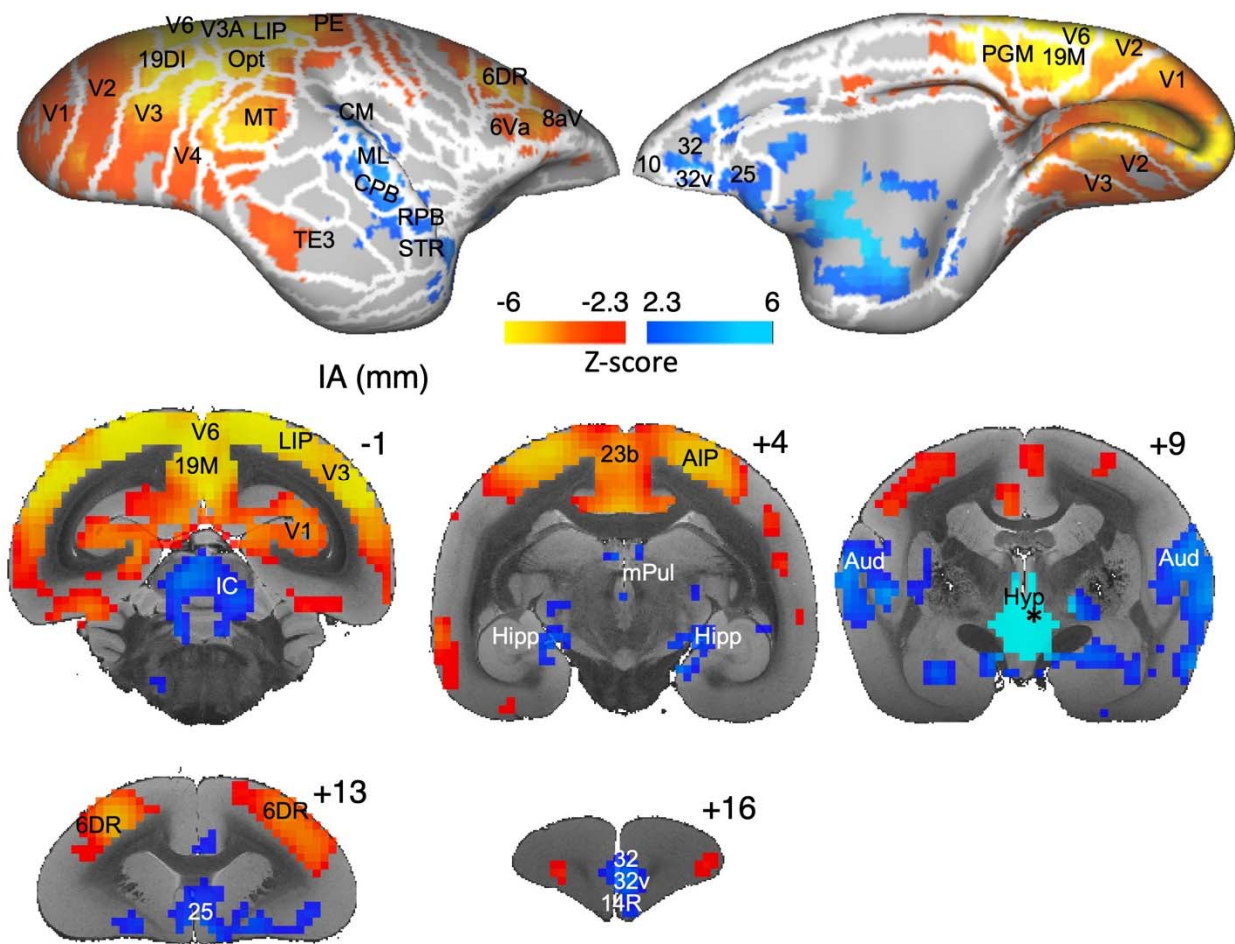 V6 V3A LIP PE
19DI Opt 6DR
V2
V1 V3 MT CM 6Va 8aV
V4 ML
CPB
RPB
TE3 STR
V6
PGM 19M V2
V1
32
10 32v 25 V2
V3
-6 -2.3 2.3 6
Z-score
IA (mm)
V6 LIP -1
19M V3
V1
IC
+4
23b AIP
mPul
Hipp Hipp
+9
Aud Aud
Hyp
*
+13
6DR 6DR
25
+16
32
32v
14R